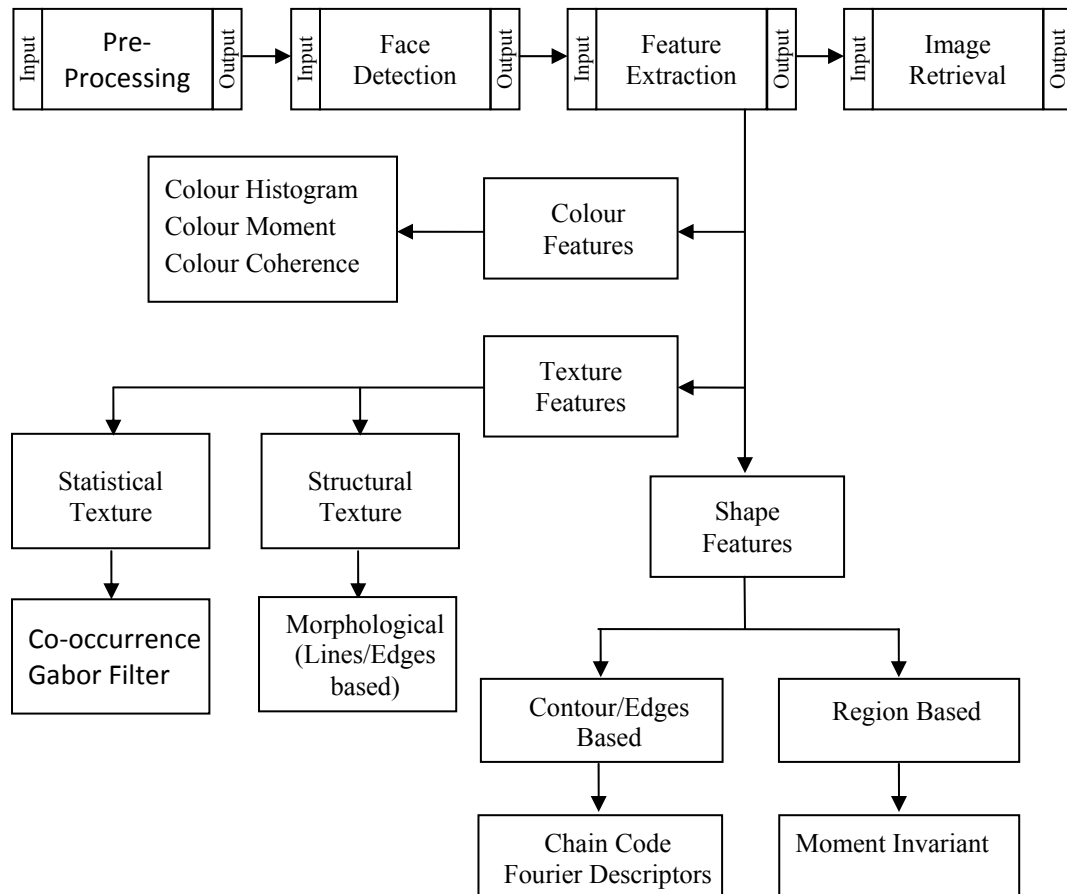 Input
Pre-
Processing
Output
Input
Face
Detection
Output
Input
Feature
Extraction
Output
Input
Image
Retrieval
Output
Colour Histogram
Colour Moment
Colour Coherence
Colour
Features
Texture
Features
Statistical
Texture
Structural
Texture
Shape
Features
Co-occurrence
Gabor Filter
Morphological
(Lines/Edges
based)
Contour/Edges
Based
Region Based
Chain Code
Fourier Descriptors
Moment Invariant